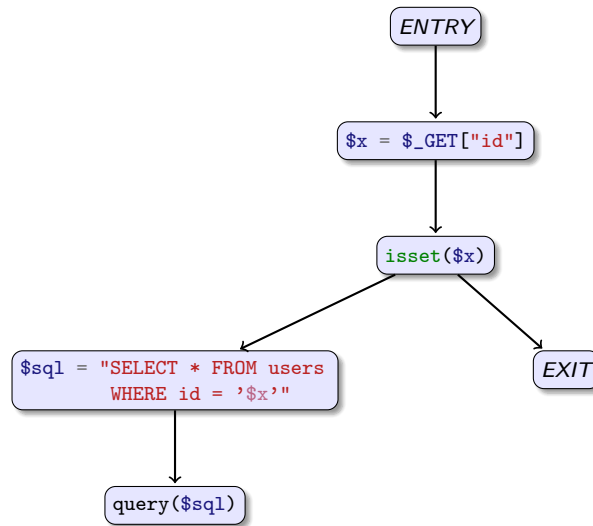 ENTRY
$x = $_GET["id"]
isset($x)
$sql = "SELECT * FROM users
WHERE id = ’$x’"
EXIT
query($sql)